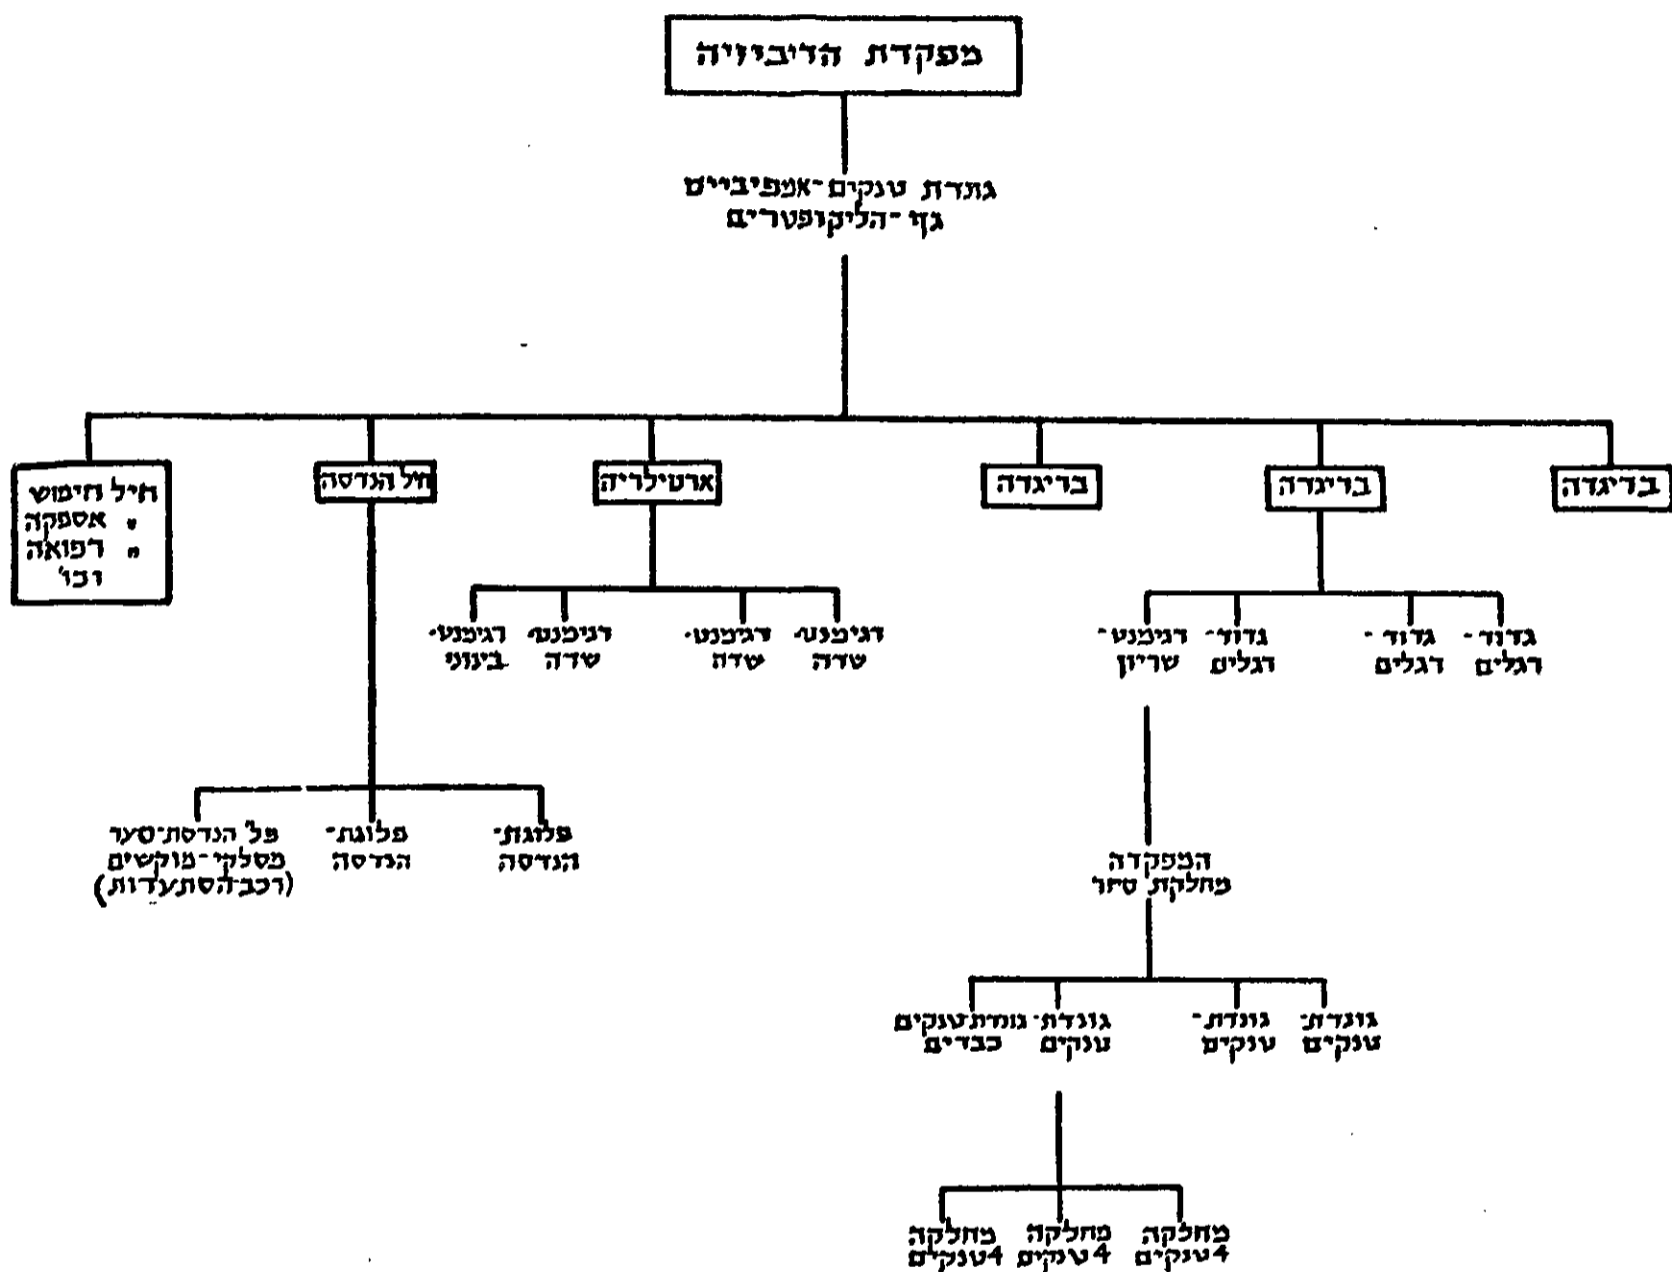 מפקדת הדיביזיה
גונדת טנקים-אמפיביים
גף-הליקופטרים
בריגדה
בריגדה
בריגדה
ארטילריה
חיל הנדסה
חיל חימוש
" אספקה
" רפואה
וכו'
גדוד-
רגלים
גדוד-
רגלים
גדוד-
רגלים
רגימנט-
שריון
רגימנט-
שדה
רגימנט-
שדה
רגימנט-
שדה
רגימנט-
בינוני
פלוגת-
הנדסה
פלוגת-
הנדסה
פל' הנדסת-סער
מסלקי-מוקשים
(רכב-הסתערות)
המפקדה
מחלקת סיור
גונדת-
טנקים
גונדת-
טנקים
גונדת-
טנקים
גונדת-טנקים
כבדים
מחלקה
4 טנקים
מחלקה
4 טנקים
מחלקה
4 טנקים